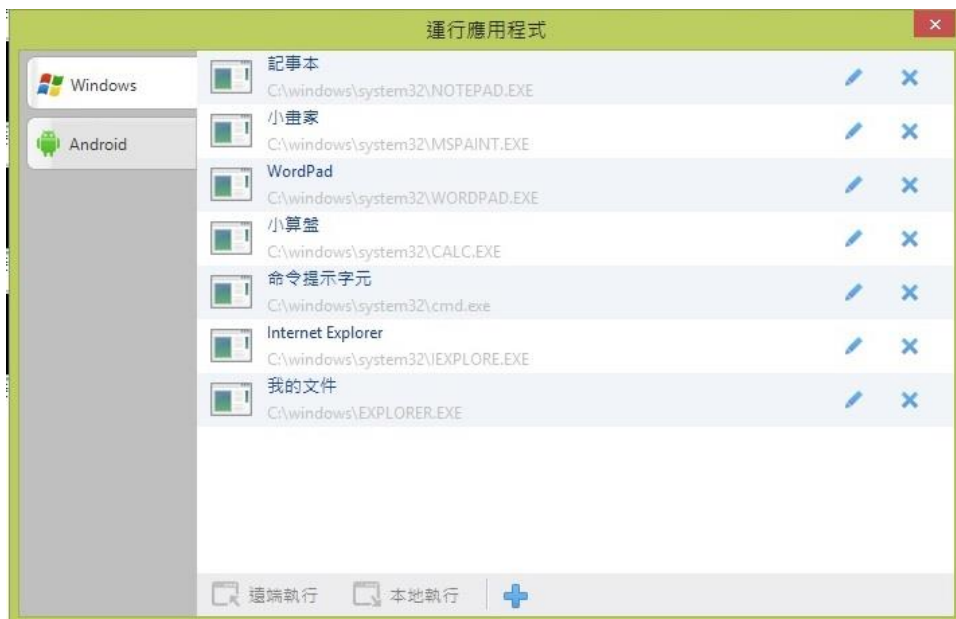 運行應用程式
Windows
Android
記事本
C:\windows\system32\NOTEPAD.EXE
小畫家
C:\windows\system32\MSPAINT.EXE
WordPad
C:\windows\system32\WORDPAD.EXE
小算盤
C:\windows\system32\CALC.EXE
命令提示字元
C:\windows\system32\cmd.exe
Internet Explorer
C:\windows\system32\IEXPLORE.EXE
我的文件
C:\windows\EXPLORER.EXE
遠端執行 本地執行